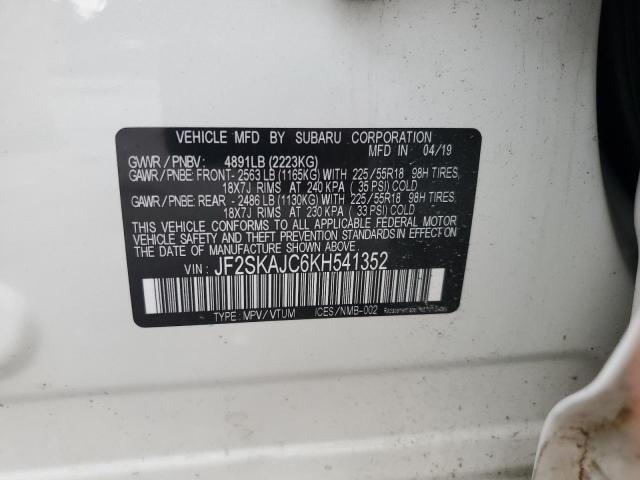 VEHICLE MFD BY SUBARU CORPORATION
MFD IN 04/19
GVWR / PNBV : 4891LB (2223KG)
GAWR / PNBE: FRONT- 2563 LB (1165KG) WITH 225/55R18 98H TIRES,
18X7J RIMS AT 240 KPA ( 35 PSI) COLD
GAWR / PNBE: REAR - 2486 LB (1130KG) WITH 225/55R18 98H TIRES,
18X7J RIMS AT 230 KPA ( 33 PSI) COLD
THIS VEHICLE CONFORMS TO ALL APPLICABLE FEDERAL MOTOR
VEHICLE SAFETY, BUMPER, AND THEFT PREVENTION
STANDARDS IN EFFECT ON THE DATE OF MANUFACTURE SHOWN ABOVE.
VIN: JF2SKAJC6KH541352
TYPE: MPV/VTUM ICES/NMB-002 Replacement